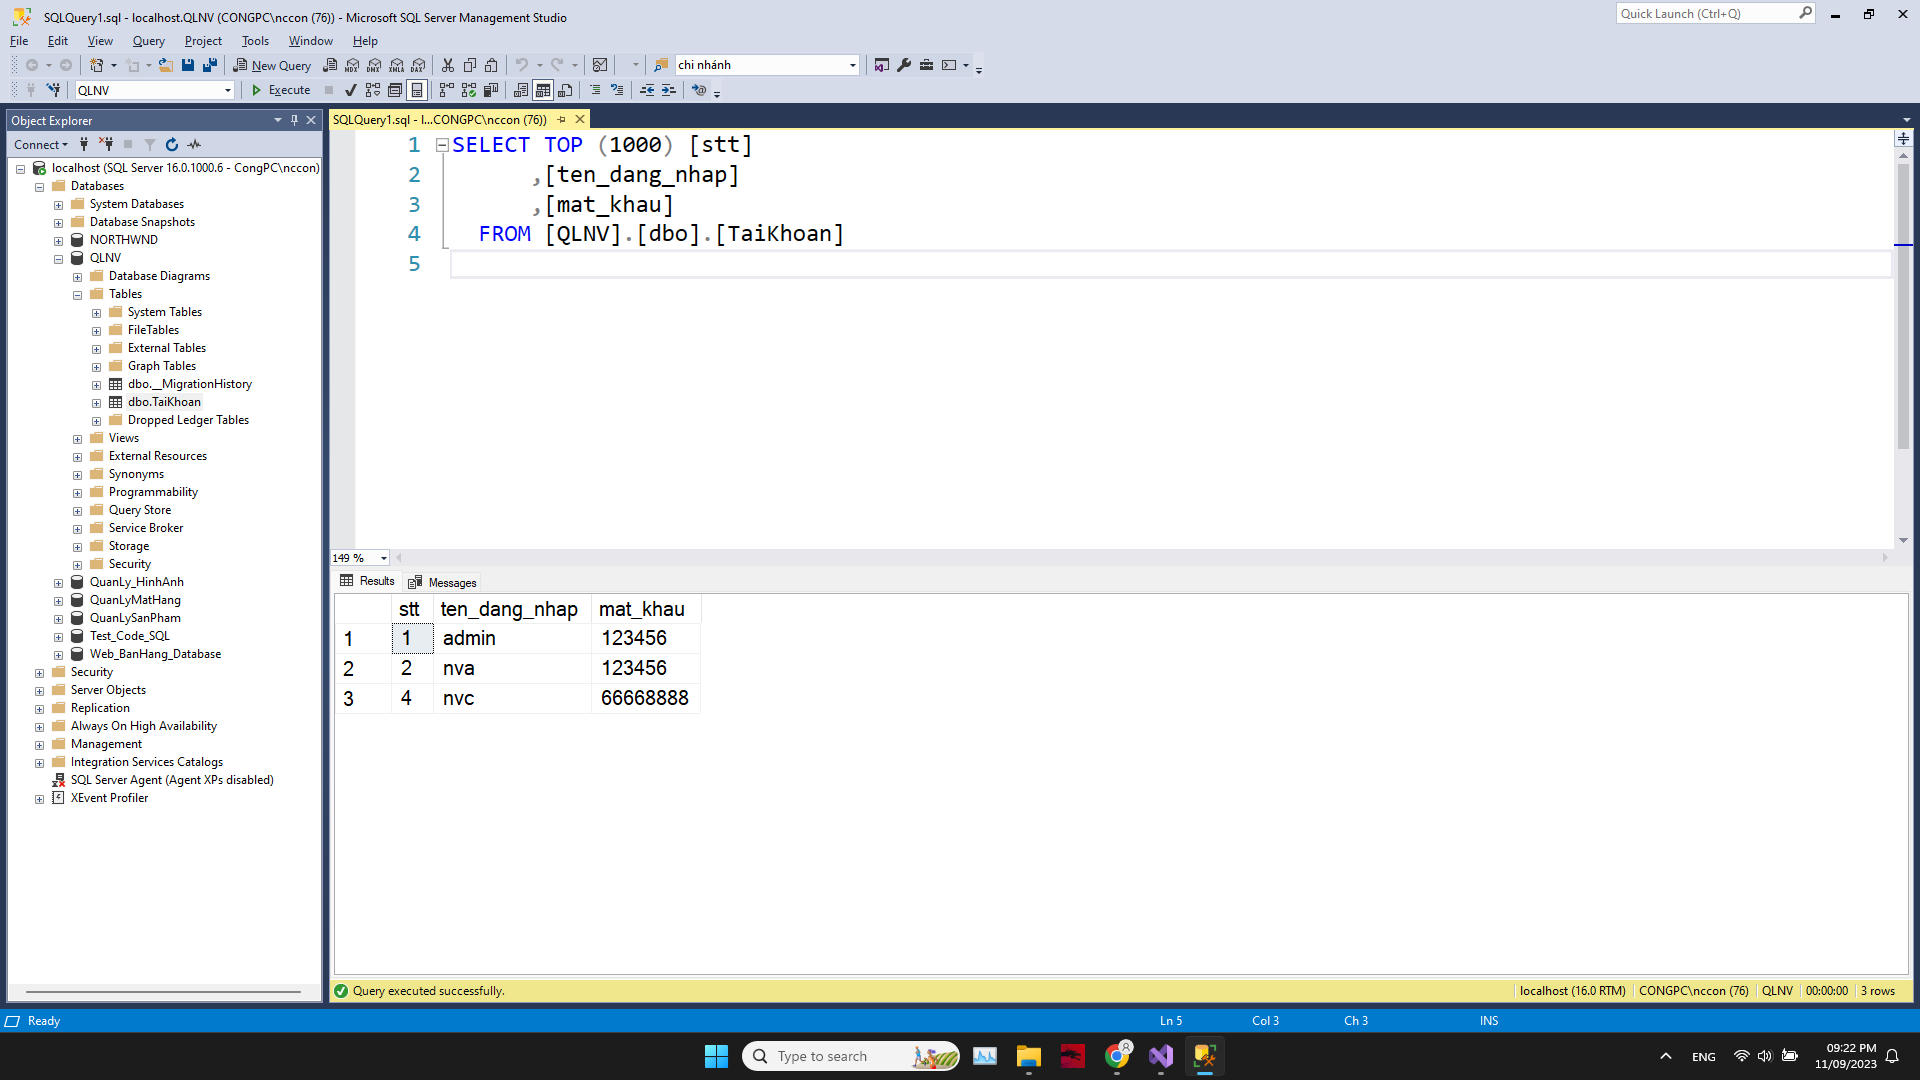 SQLQuery1.sql - localhost.QLNV (CONGPC\nccon (76)) - Microsoft SQL Server Management Studio
Quick Launch (Ctrl+Q)
File Edit View Query Project Tools Window Help
New Query
MDX DMX XMLA DAX
chi nhánh
QLNV
Execute
Object Explorer
Connect
localhost (SQL Server 16.0.1000.6 - CongPC\nccon)
Databases
System Databases
Database Snapshots
NORTHWND
QLNV
Database Diagrams
Tables
System Tables
FileTables
External Tables
Graph Tables
dbo.__MigrationHistory
dbo.TaiKhoan
Dropped Ledger Tables
Views
External Resources
Synonyms
Programmability
Query Store
Service Broker
Storage
Security
QuanLy_HinhAnh
QuanLyMatHang
QuanLySanPham
Test_Code_SQL
Web_BanHang_Database
Security
Server Objects
Replication
Always On High Availability
Management
Integration Services Catalogs
SQL Server Agent (Agent XPs disabled)
XEvent Profiler
SQLQuery1.sql - l...CONGPC\nccon (76))
1 SELECT TOP (1000) [stt]
2 ,[ten_dang_nhap]
3 ,[mat_khau]
4 FROM [QLNV].[dbo].[TaiKhoan]
5
149 %
Results Messages
stt ten_dang_nhap mat_khau
1 1 admin 123456
2 2 nva 123456
3 4 nvc 66668888
Query executed successfully.
localhost (16.0 RTM) CONGPC\nccon (76) QLNV 00:00:00 3 rows
Ready
Ln 5 Col 3 Ch 3 INS
Type to search
ENG
09:22 PM
11/09/2023